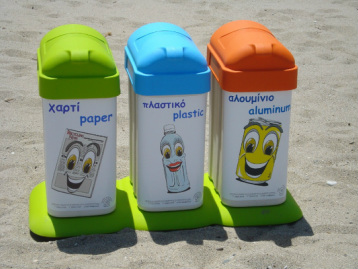 χαρτί
paper
πλαστικό
plastic
αλουμίνιο
aluminum